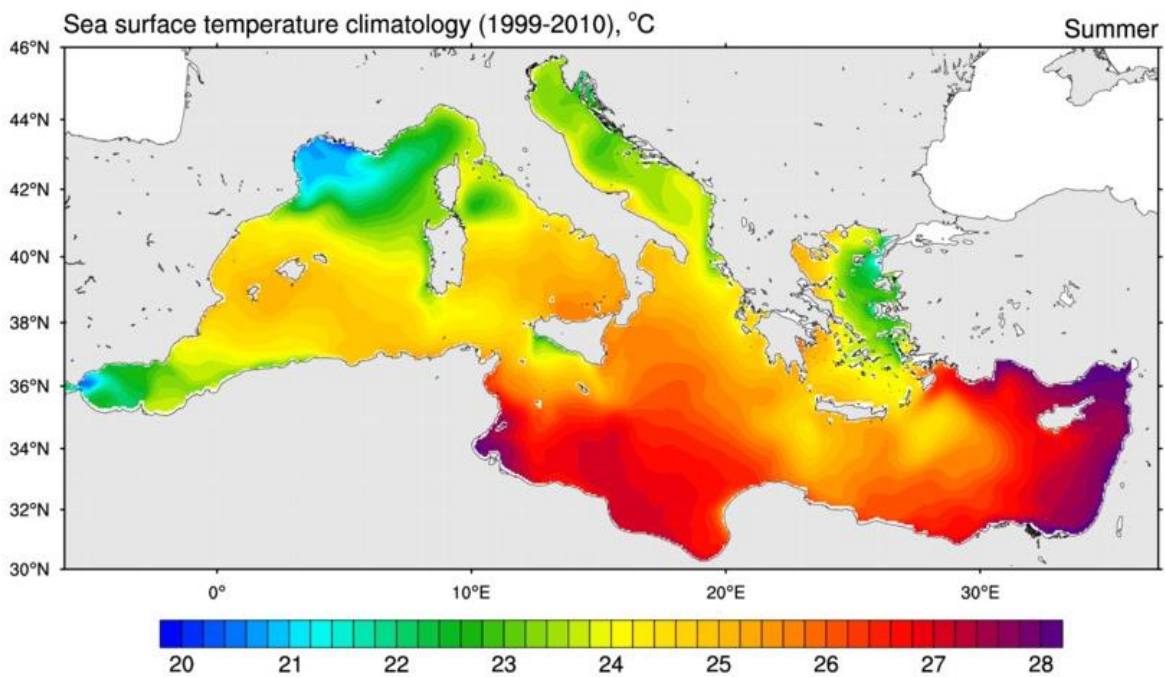 Sea surface temperature climatology (1999-2010), °C
Summer
46°N
44°N
42°N
40°N
38°N
36°N
34°N
32°N
30°N
0° 10°E 20°E 30°E
20 21 22 23 24 25 26 27 28